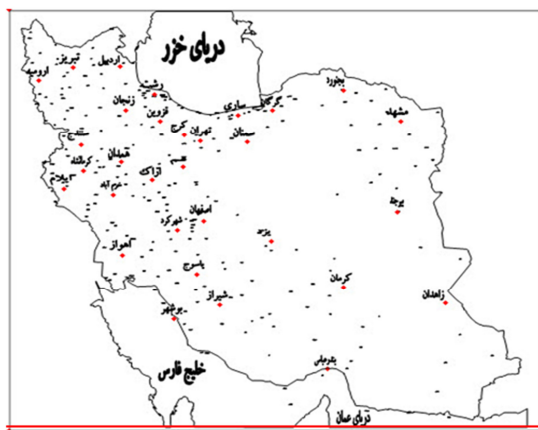 دریای خزر
تبریز
اردبیل
ارومیه
رشت
زنجان
قزوین
کرج
تهران
ساری
گرگان
بجنورد
مشهد
سمنان
سنندج
کرمانشاه
همدان
ایلام
خرم آباد
اراک
قم
بیرجند
اصفهان
شهرکرد
یزد
اهواز
یاسوج
کرمان
زاهدان
شیراز
بوشهر
بندرعباس
خلیج فارس
دریای عمان